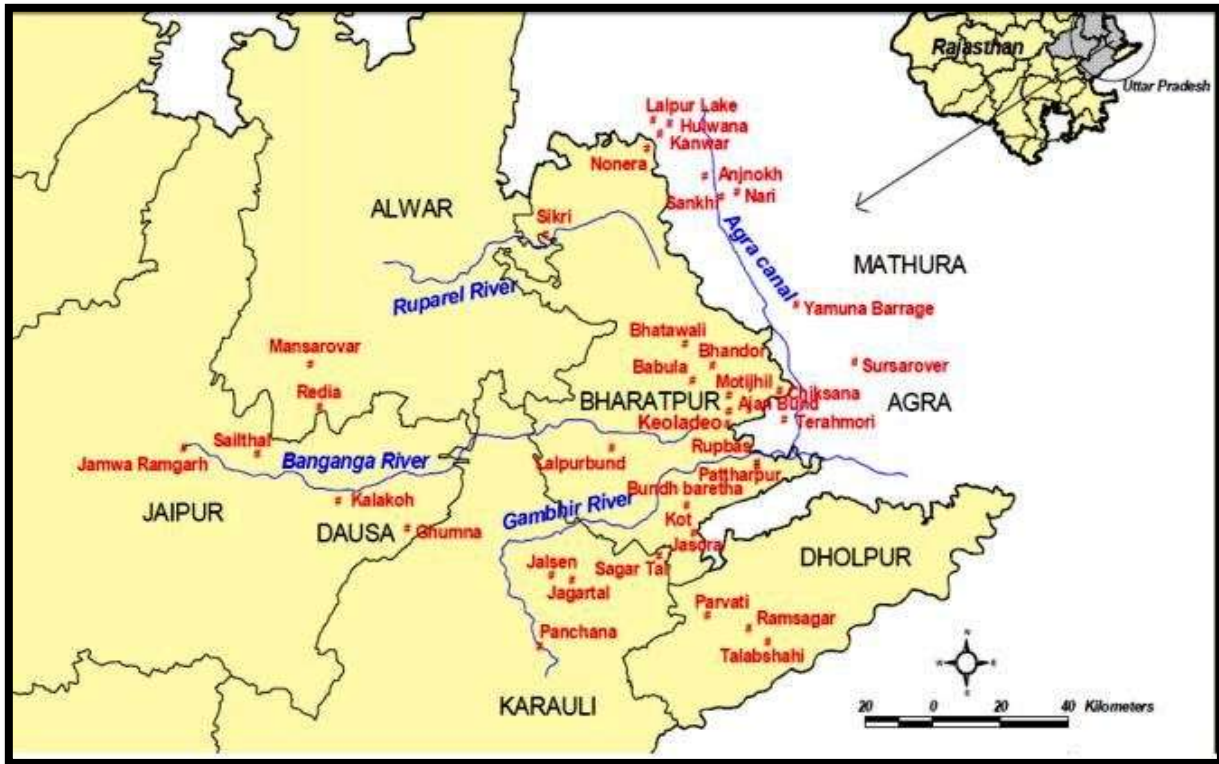 Rajasthan
Uttar Pradesh
Lalpur Lake
Hulwana
Kanwar
Nonera
Anjnokh
Sankhi
Nari
ALWAR
Sikri
Agra canal
MATHURA
Ruparel River
Yamuna Barrage
Bhatawali
Mansarovar
Bhandor
Babula
Sursarover
Redia
Motijhil
Chiksana
BHARATPUR
Ajan Bund
AGRA
Keoladeo
Terahmori
Sailthal
Rupbas
Jamwa Ramgarh
Banganga River
Lalpurbund
Pattharpur
Bundh baretha
Kalakoh
Gambhir River
JAIPUR
Kot
DAUSA
Ghumna
Jasora
DHOLPUR
Jalsen
Sagar Tal
Jagartal
Parvati
Ramsagar
Panchana
Talabshahi
N
W
E
S
KARAULI
20 0 20 40 Kilometers